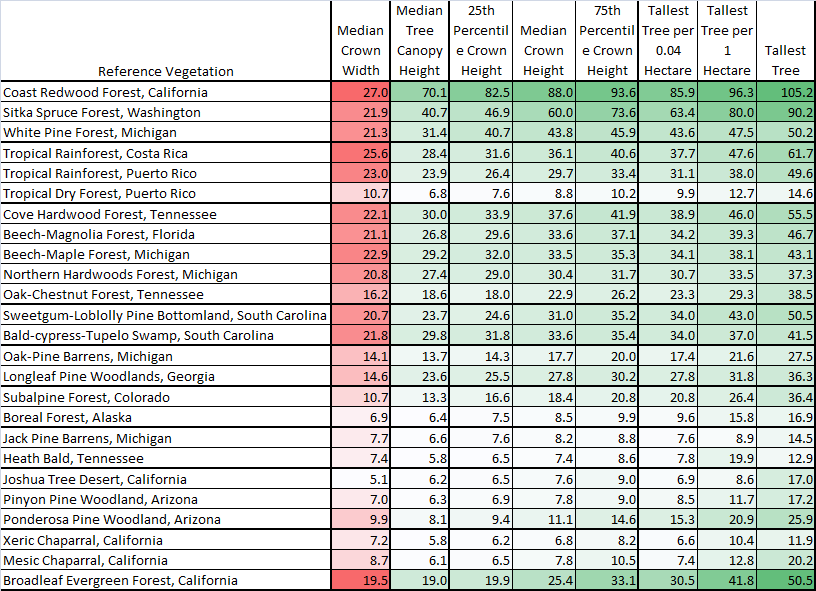 Reference Vegetation | Median Crown Width | Median Tree Canopy Height | 25th Percentil e Crown Height | Median Crown Height | 75th Percentil e Crown Height | Tallest Tree per 0.04 Hectare | Tallest Tree per 1 Hectare | Tallest Tree
Coast Redwood Forest, California 27.0 70.1 82.5 88.0 93.6 85.9 96.3 105.2
Sitka Spruce Forest, Washington 21.9 40.7 46.9 60.0 73.6 63.4 80.0 90.2
White Pine Forest, Michigan 21.3 31.4 40.7 43.8 45.9 43.6 47.5 50.2
Tropical Rainforest, Costa Rica 25.6 28.4 31.6 36.1 40.6 37.7 47.6 61.7
Tropical Rainforest, Puerto Rico 23.0 23.9 26.4 29.7 33.4 31.1 38.0 49.6
Tropical Dry Forest, Puerto Rico 10.7 6.8 7.6 8.8 10.2 9.9 12.7 14.6
Cove Hardwood Forest, Tennessee 22.1 30.0 33.9 37.6 41.9 38.9 46.0 55.5
Beech-Magnolia Forest, Florida 21.1 26.8 29.6 33.6 37.1 34.2 39.3 46.7
Beech-Maple Forest, Michigan 22.9 29.2 32.0 33.5 35.3 34.1 38.1 43.1
Northern Hardwoods Forest, Michigan 20.8 27.4 29.0 30.4 31.7 30.7 33.5 37.3
Oak-Chestnut Forest, Tennessee 16.2 18.6 18.0 22.9 26.2 23.3 29.3 38.5
Sweetgum-Loblolly Pine Bottomland, South Carolina 20.7 23.7 24.6 31.0 35.2 34.0 43.0 50.5
Bald-cypress-Tupelo Swamp, South Carolina 21.8 29.8 31.8 33.6 35.4 34.0 37.0 41.5
Oak-Pine Barrens, Michigan 14.1 13.7 14.3 17.7 20.0 17.4 21.6 27.5
Longleaf Pine Woodlands, Georgia 14.6 23.6 25.5 27.8 30.2 27.8 31.8 36.3
Subalpine Forest, Colorado 10.7 13.3 16.6 18.4 20.8 20.8 26.4 36.4
Boreal Forest, Alaska 6.9 6.4 7.5 8.5 9.9 9.6 15.8 16.9
Jack Pine Barrens, Michigan 7.7 6.6 7.6 8.2 8.8 7.6 8.9 14.5
Heath Bald, Tennessee 7.4 5.8 6.5 7.4 8.6 7.8 19.9 12.9
Joshua Tree Desert, California 5.1 6.2 6.5 7.6 9.0 6.9 8.6 17.0
Pinyon Pine Woodland, Arizona 7.0 6.3 6.9 7.8 9.0 8.5 11.7 17.2
Ponderosa Pine Woodland, Arizona 9.9 8.1 9.4 11.1 14.6 15.3 20.9 25.9
Xeric Chaparral, California 7.2 5.8 6.2 6.8 8.2 6.6 10.4 11.9
Mesic Chaparral, California 8.7 6.1 6.5 7.8 10.5 7.4 12.8 20.2
Broadleaf Evergreen Forest, California 19.5 19.0 19.9 25.4 33.1 30.5 41.8 50.5